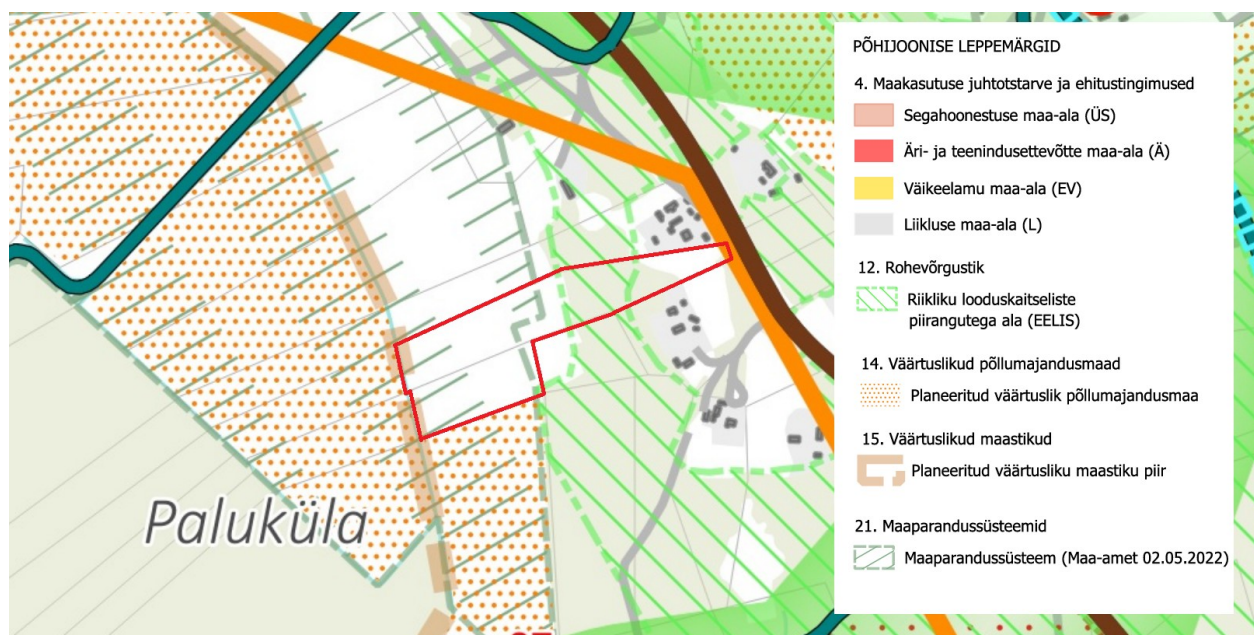 PÕHIJOONISE LEPPEMÄRGID
4. Maakasutuse juhtotstarve ja ehitustingimused
Segahoonestuse maa-ala (ÜS)
Äri- ja teenindusettevõtte maa-ala (Ä)
Väikeelamu maa-ala (EV)
Liikluse maa-ala (L)
12. Rohevõrgustik
Riikliku looduskaitseliste
piirangutega ala (EELIS)
14. Väärtuslikud põllumajandusmaad
Planeeritud väärtuslik põllumajandusmaa
15. Väärtuslikud maastikud
Planeeritud väärtusliku maastiku piir
21. Maaparandussüsteemid
Maaparandussüsteem (Maa-amet 02.05.2022)
Paluküla